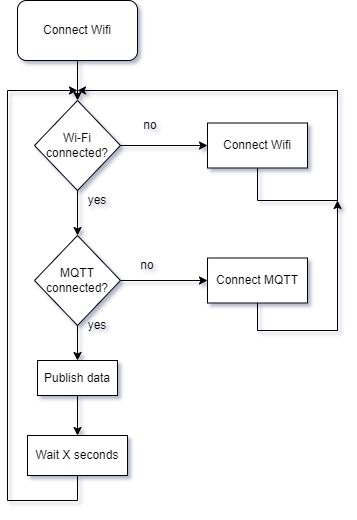 Connect Wifi
Wi-Fi
connected?
no
Connect Wifi
yes
MQTT
connected?
no
Connect MQTT
yes
Publish data
Wait X seconds